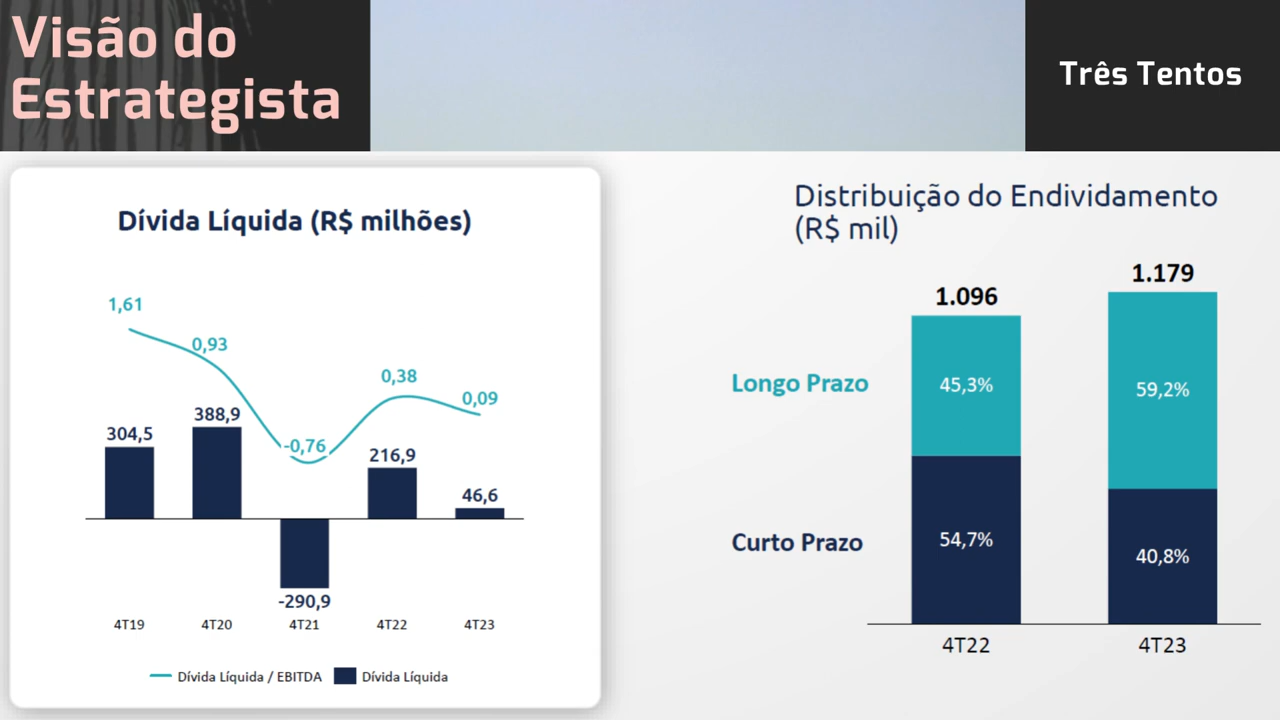 Visão do
Estrategista
Três Tentos
Dívida Líquida (R$ milhões)
1,61
0,93
-0,76
0,38
0,09
304,5
388,9
-290,9
216,9
46,6
4T19
4T20
4T21
4T22
4T23
Dívida Líquida / EBITDA
Dívida Líquida
Distribuição do Endividamento
(R$ mil)
1.096
1.179
Longo Prazo
45,3%
59,2%
Curto Prazo
54,7%
40,8%
4T22
4T23